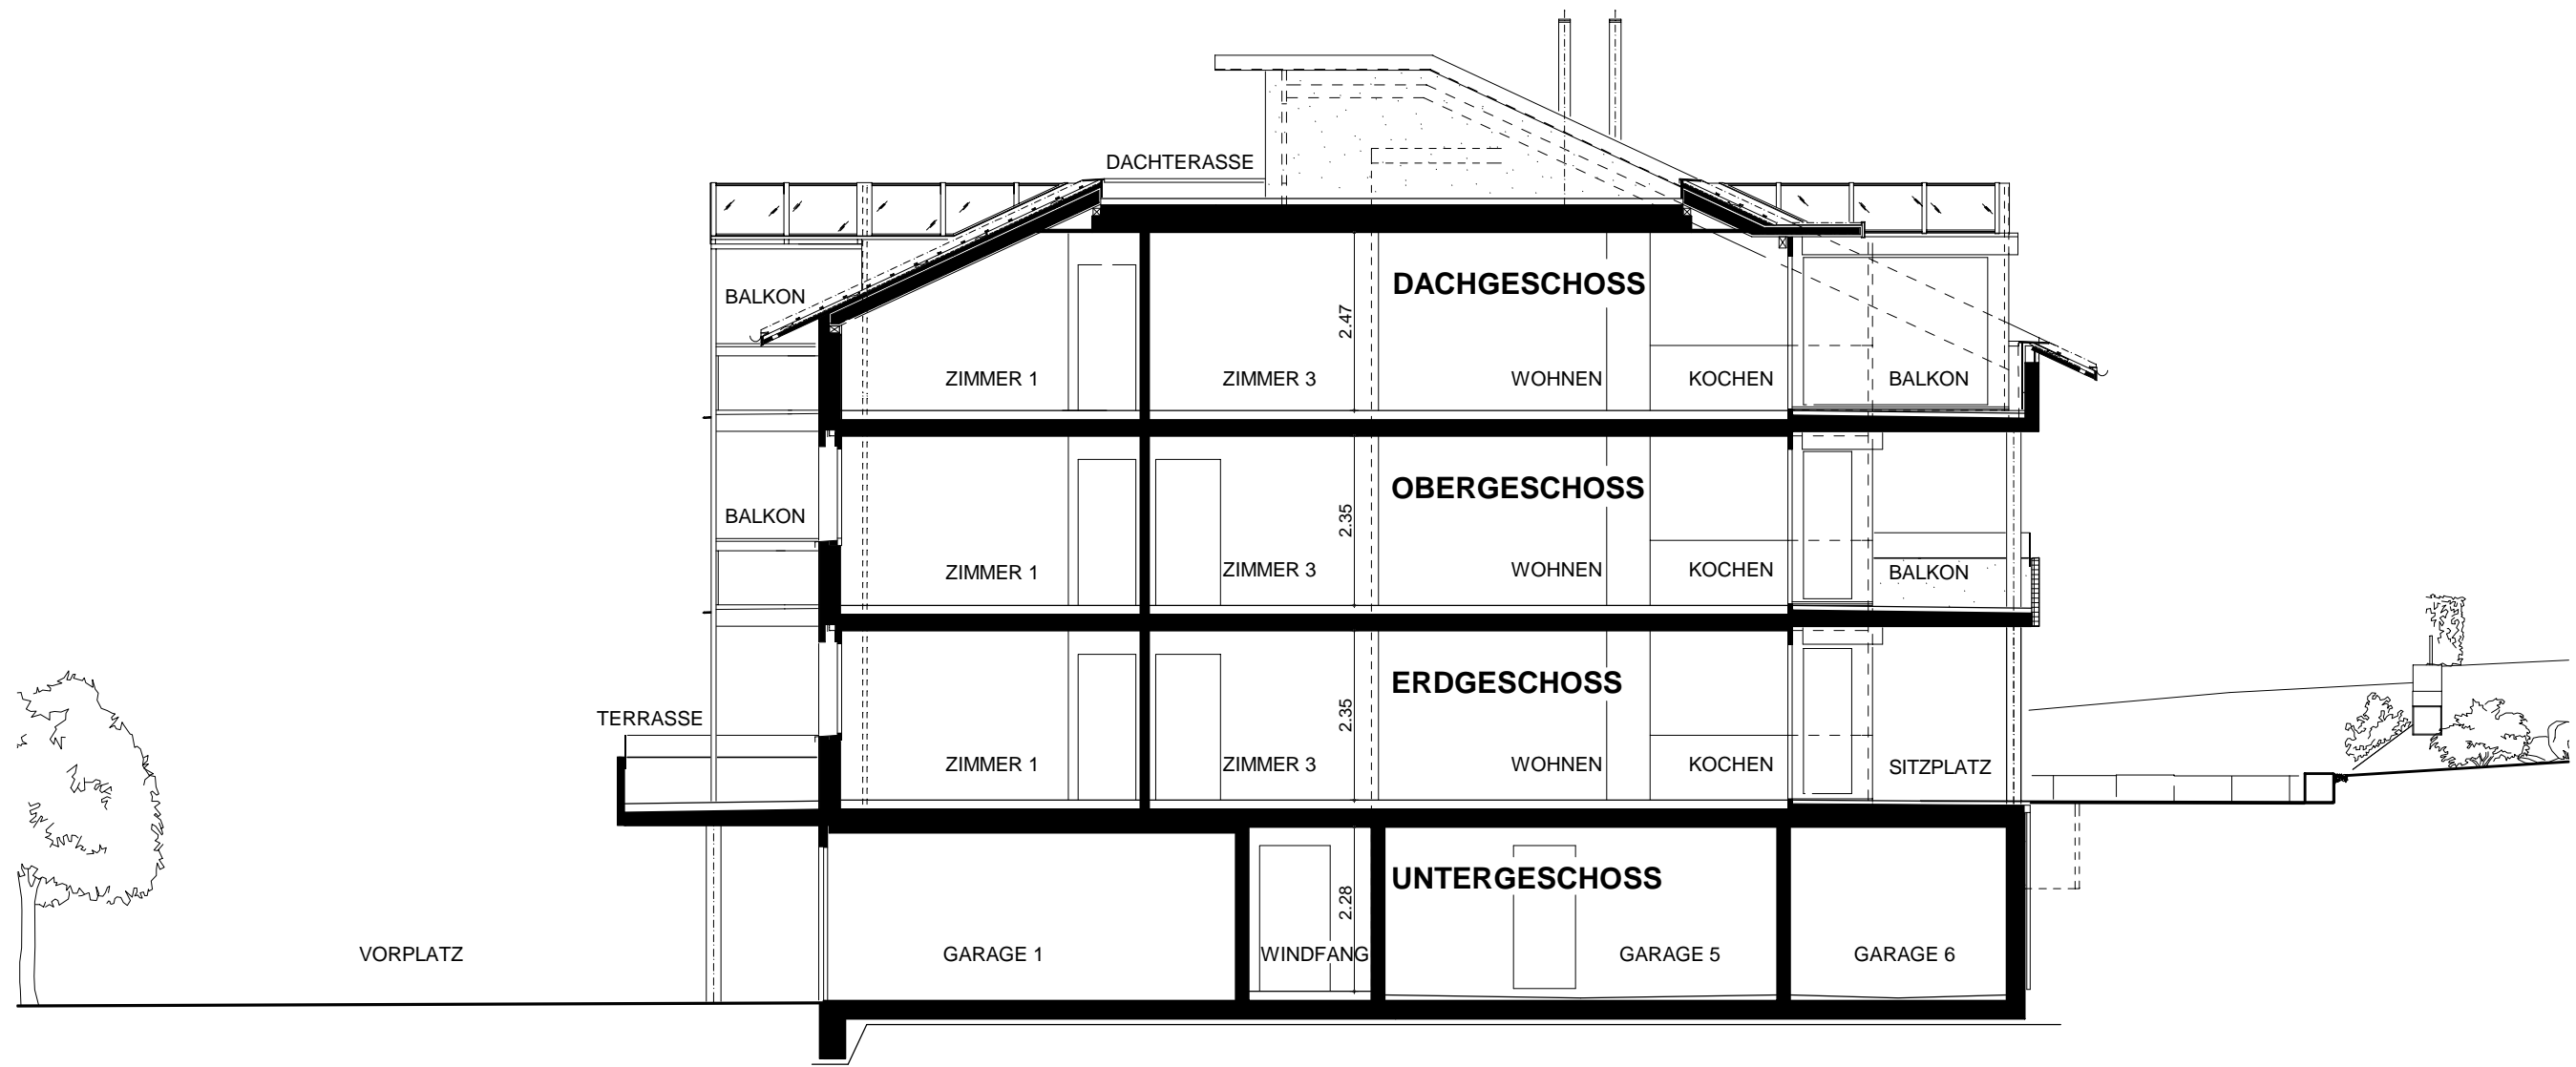 DACHTERASSE
DACHGESCHOSS
BALKON
2.47
ZIMMER 1
ZIMMER 3
WOHNEN
KOCHEN
BALKON
OBERGESCHOSS
BALKON
2.35
ZIMMER 1
ZIMMER 3
WOHNEN
KOCHEN
BALKON
ERDGESCHOSS
TERRASSE
2.35
ZIMMER 1
ZIMMER 3
WOHNEN
KOCHEN
SITZPLATZ
UNTERGESCHOSS
2.28
VORPLATZ
GARAGE 1
WINDFANG
GARAGE 5
GARAGE 6